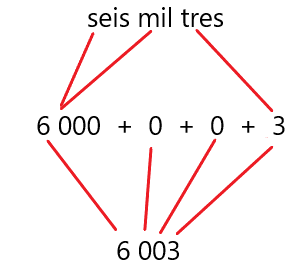 seis mil tres
6 000 + 0 + 0 + 3
6 003